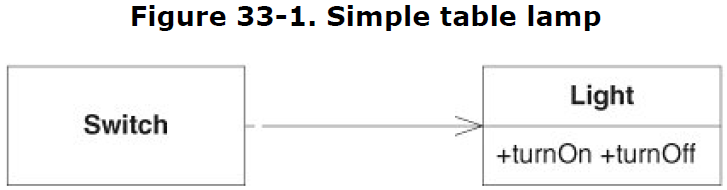 Figure 33-1. Simple table lamp
Switch
Light
+turnOn +turnOff